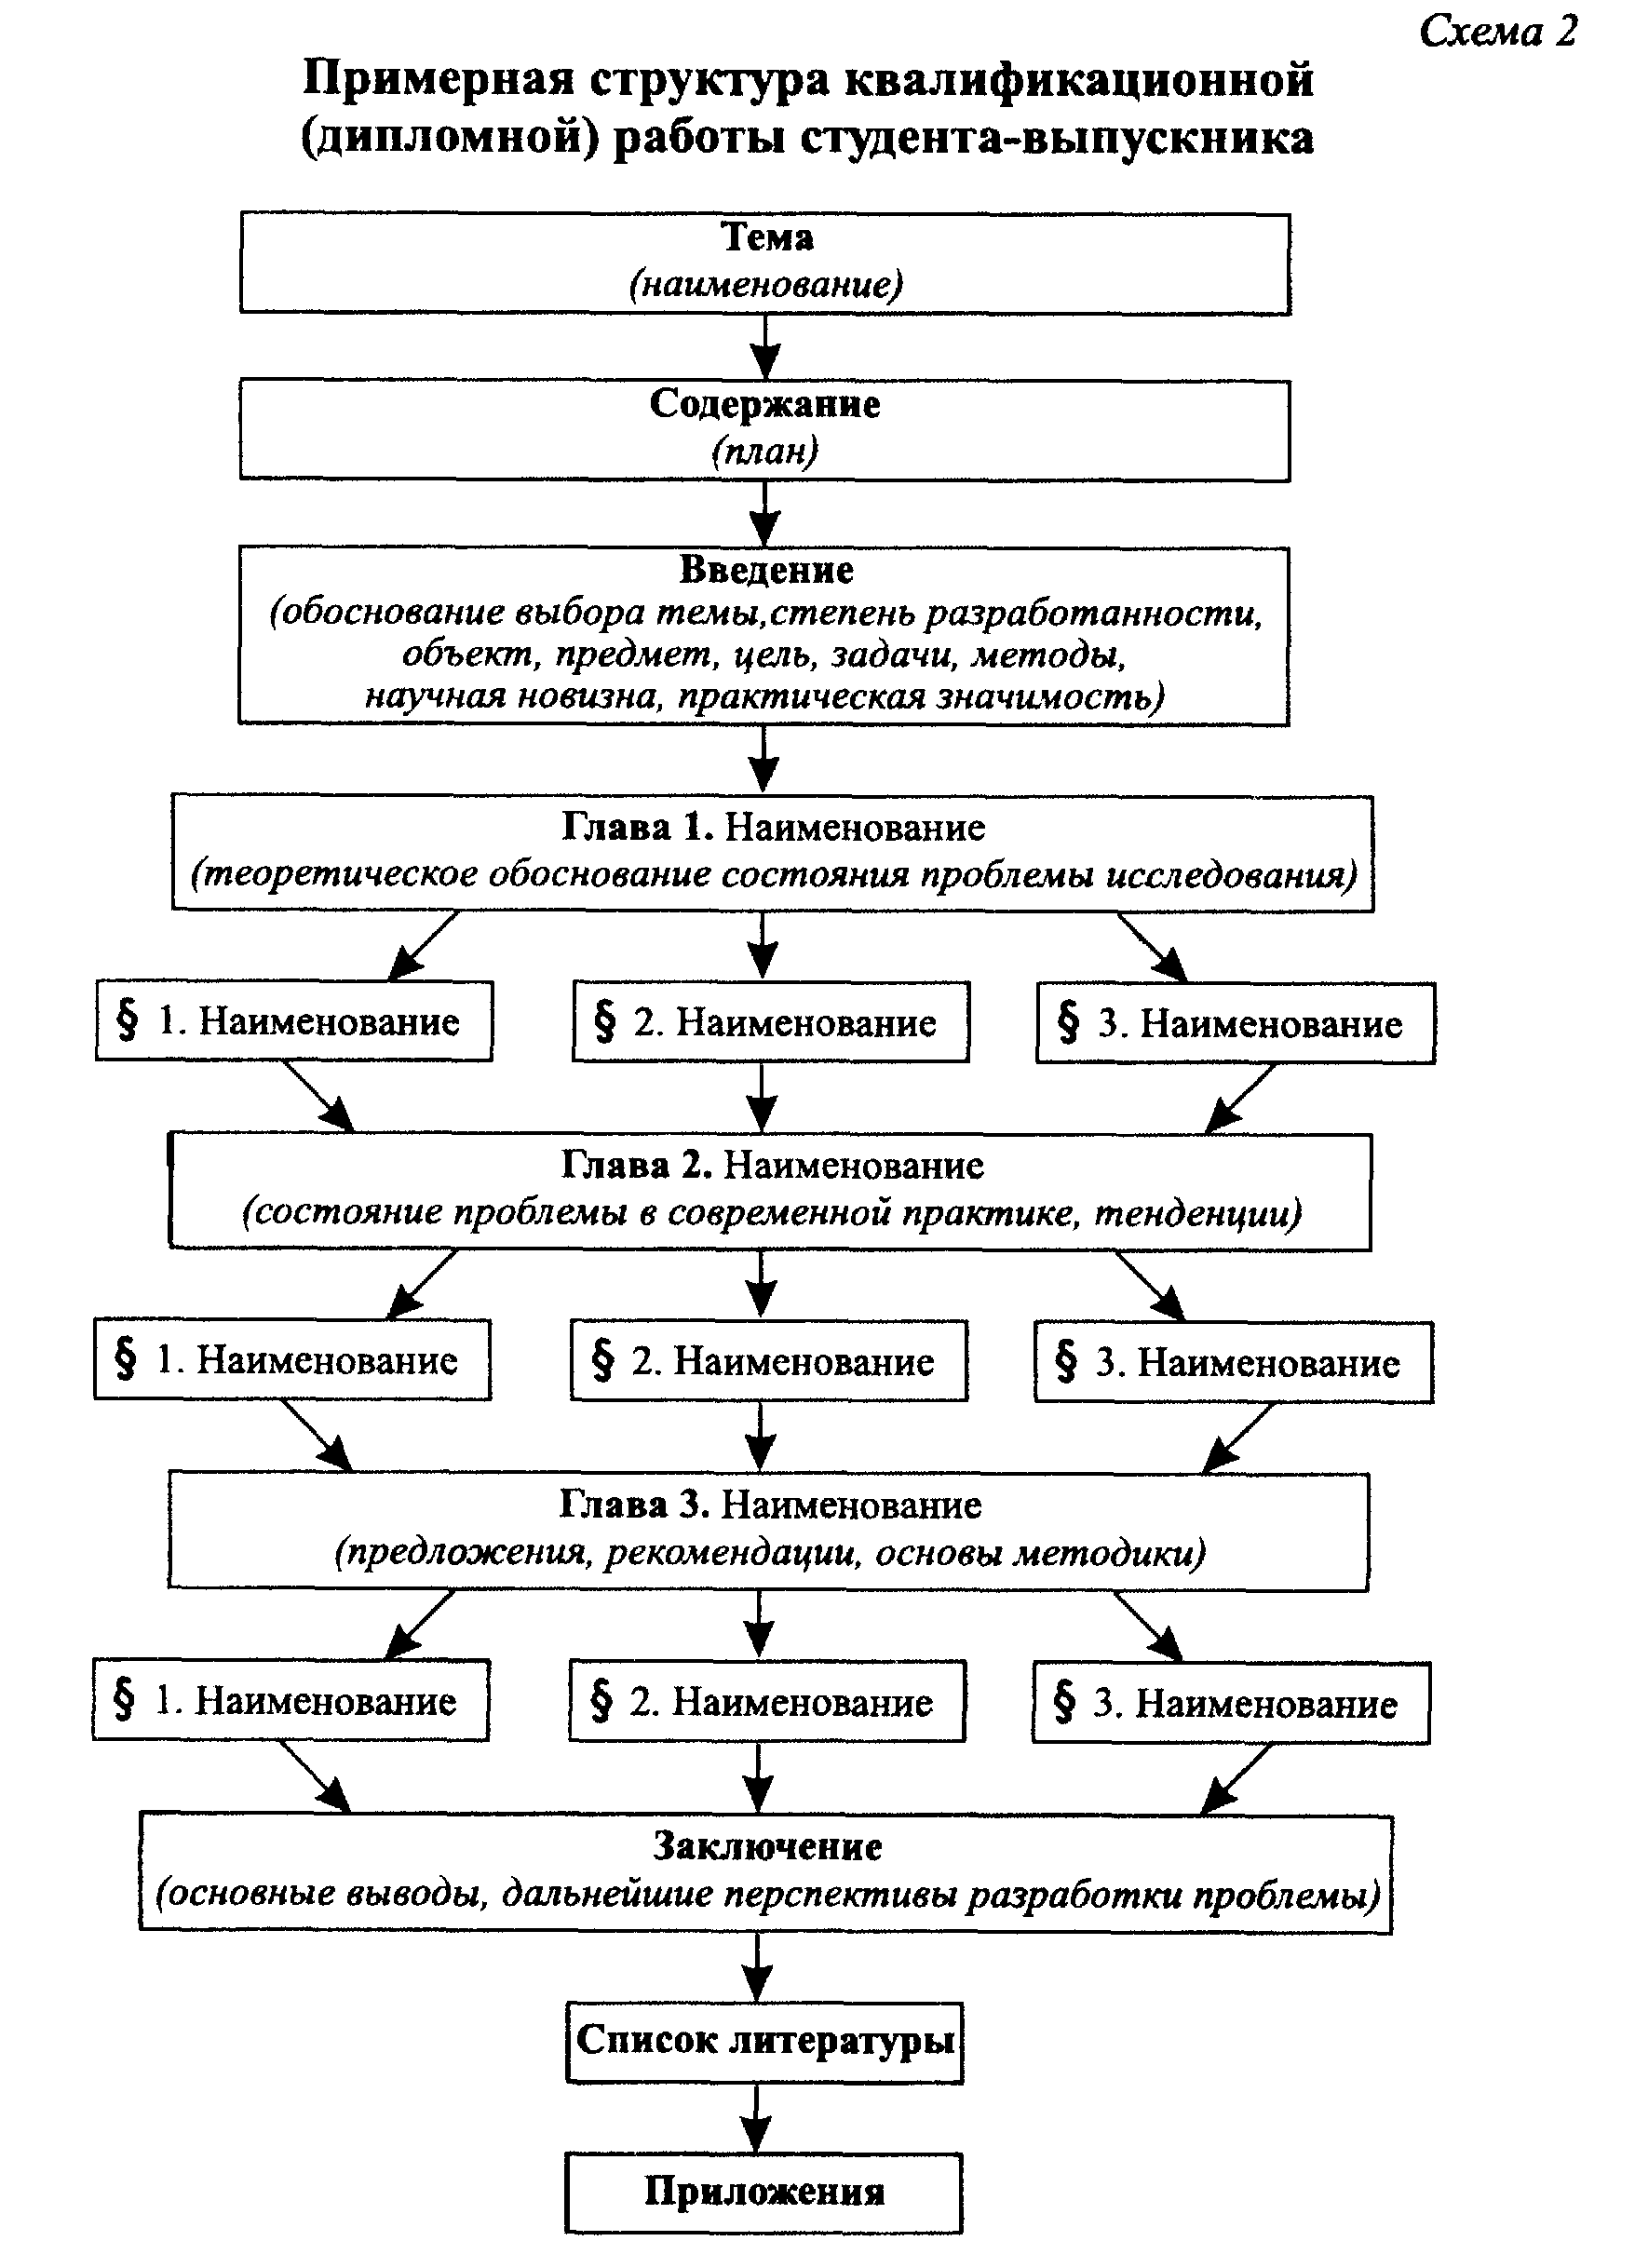 Схема 2
Примерная структура квалификационной
(дипломной) работы студента-выпускника
Тема
(наименование)
Содержание
(план)
Введение
(обоснование выбора темы,степень разработанности,
объект, предмет, цель, задачи, методы,
научная новизна, практическая значимость)
Глава 1. Наименование
(теоретическое обоснование состояния проблемы исследования)
§ 1. Наименование
§ 2. Наименование
§ 3. Наименование
Глава 2. Наименование
(состояние проблемы в современной практике, тенденции)
§ 1. Наименование
§ 2. Наименование
§ 3. Наименование
Глава 3. Наименование
(предложения, рекомендации, основы методики)
§ 1. Наименование
§ 2. Наименование
§ 3. Наименование
Заключение
(основные выводы, дальнейшие перспективы разработки проблемы)
Список литературы
Приложения